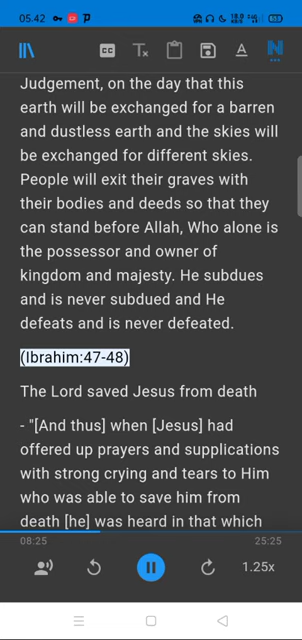 05.42
CC
Judgement, on the day that this
earth will be exchanged for a barren
and dustless earth and the skies will
be exchanged for different skies.
People will exit their graves with
their bodies and deeds so that they
can stand before Allah, Who alone is
the possessor and owner of
kingdom and majesty. He subdues
and is never subdued and He
defeats and is never defeated.
(Ibrahim:47-48)
The Lord saved Jesus from death
- "[And thus] when [Jesus] had
offered up prayers and supplications
with strong crying and tears to Him
who was able to save him from
death [he] was heard in that which
08:25
25:25
1.25x